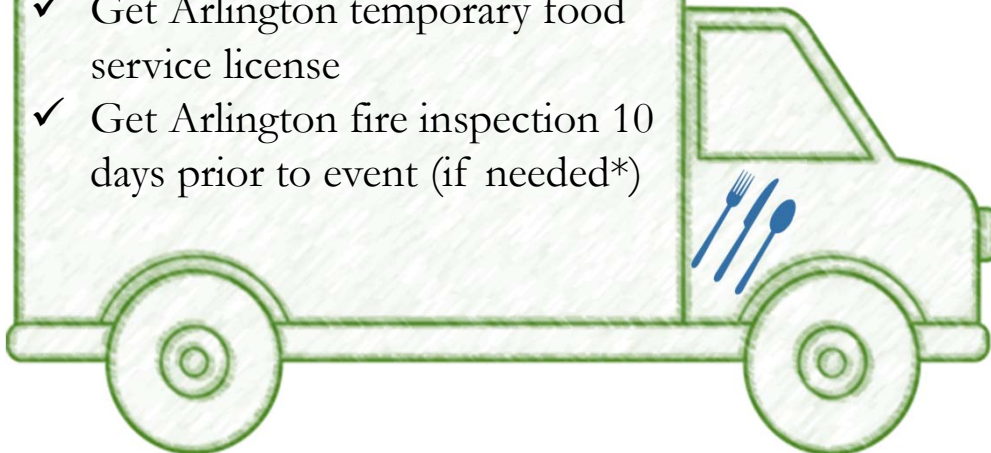 ✓ Get Arlington temporary food
service license
✓ Get Arlington fire inspection 10
days prior to event (if needed*)